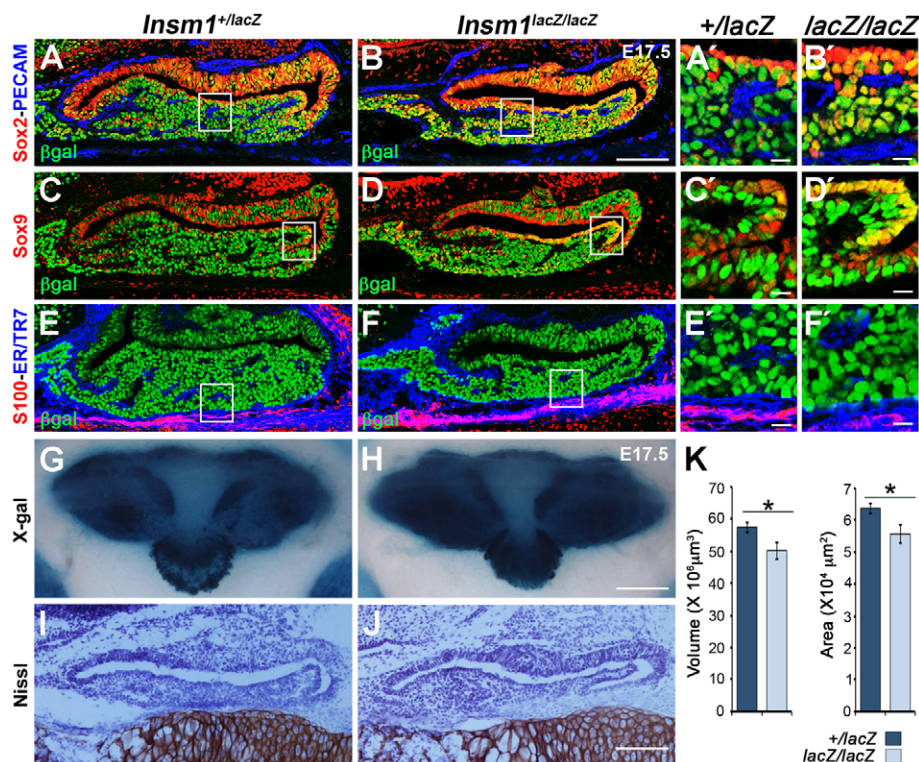 Insm1+/lacZ Insm1lacZ/lacZ +/lacZ lacZ/lacZ
A B E17.5 A´ B´
Sox2-PECAM
βgal βgal
C D C´ D´
Sox9
βgal βgal
E F E´ F´
S100-ER/TR7
βgal βgal
G H E17.5 K
X-gal
I J
Nissl
Volume (X 10⁶μm³)
70
60
50
40
30
20
10
0
*
Area (X10⁴ μm²)
7
6
5
4
3
2
1
0
*
+/lacZ
lacZ/lacZ